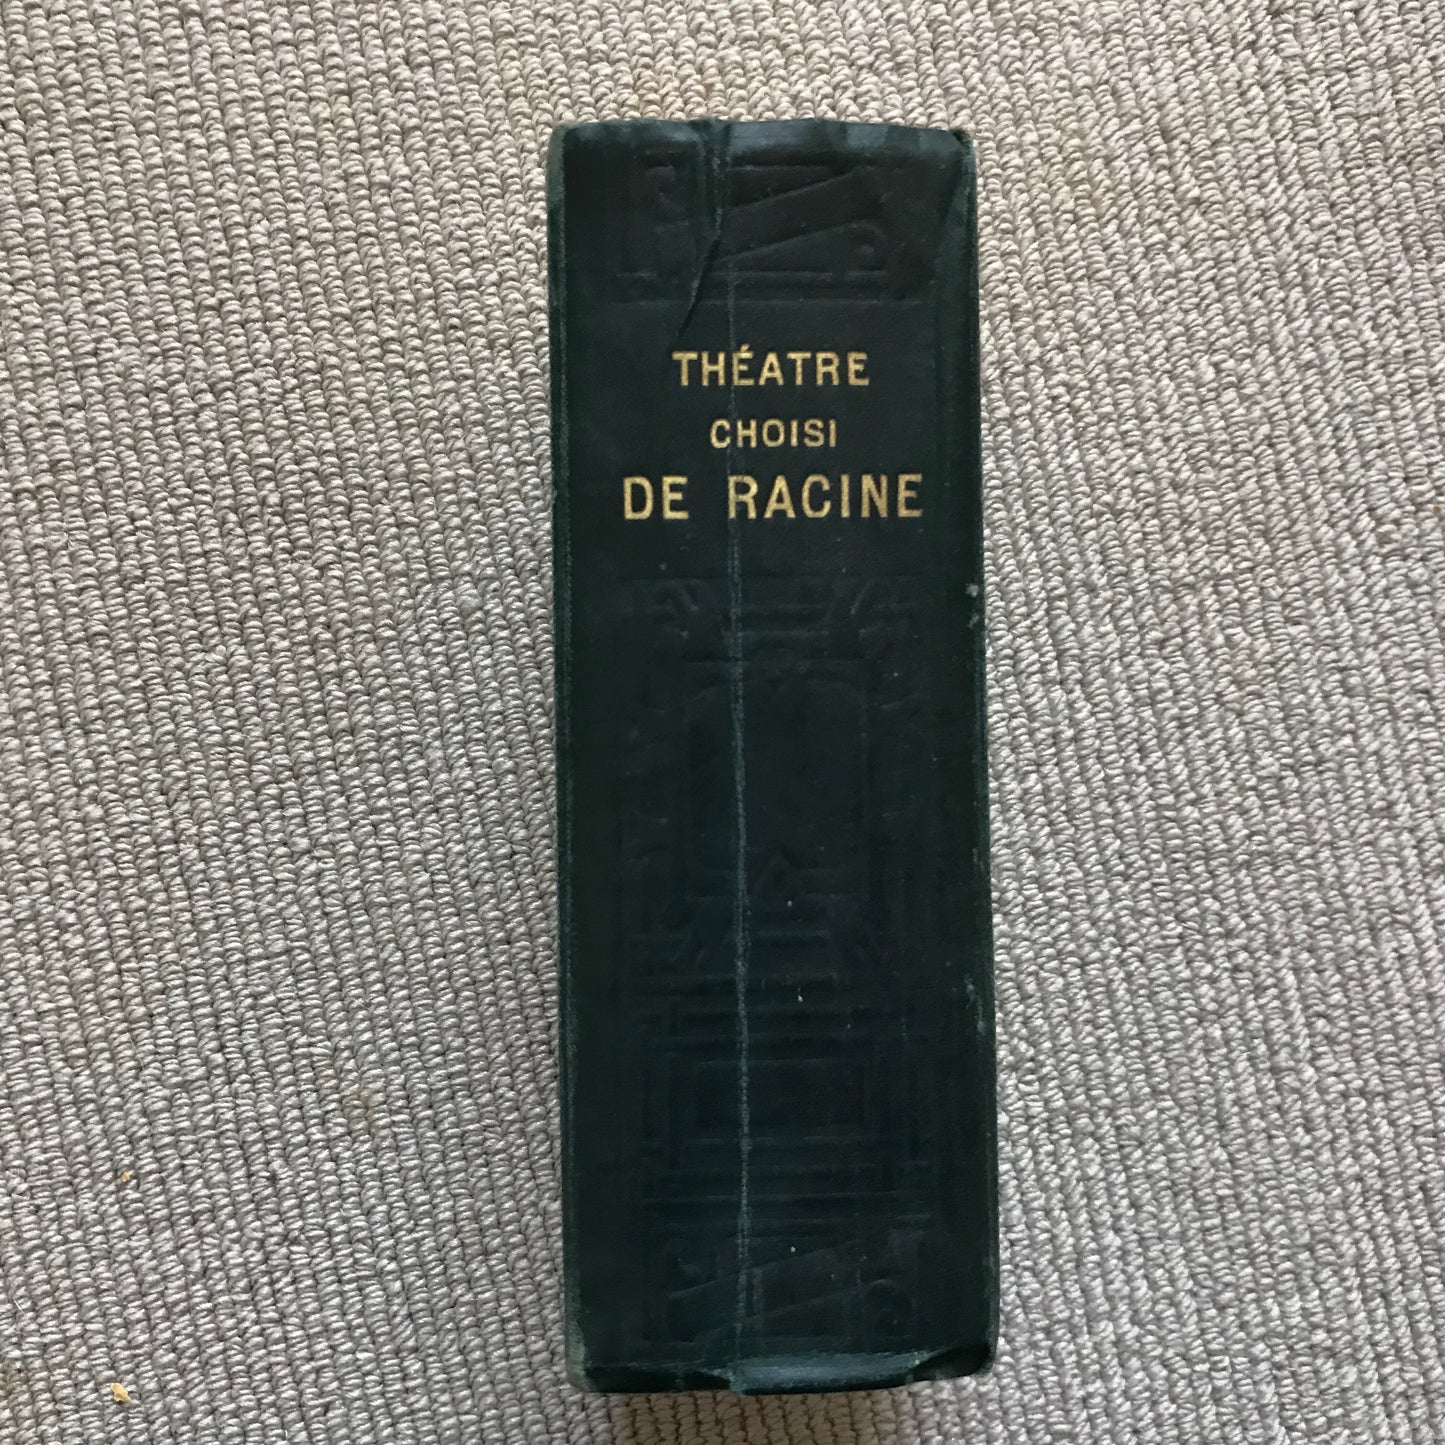 THÉATRE
CHOISI
DE RACINE